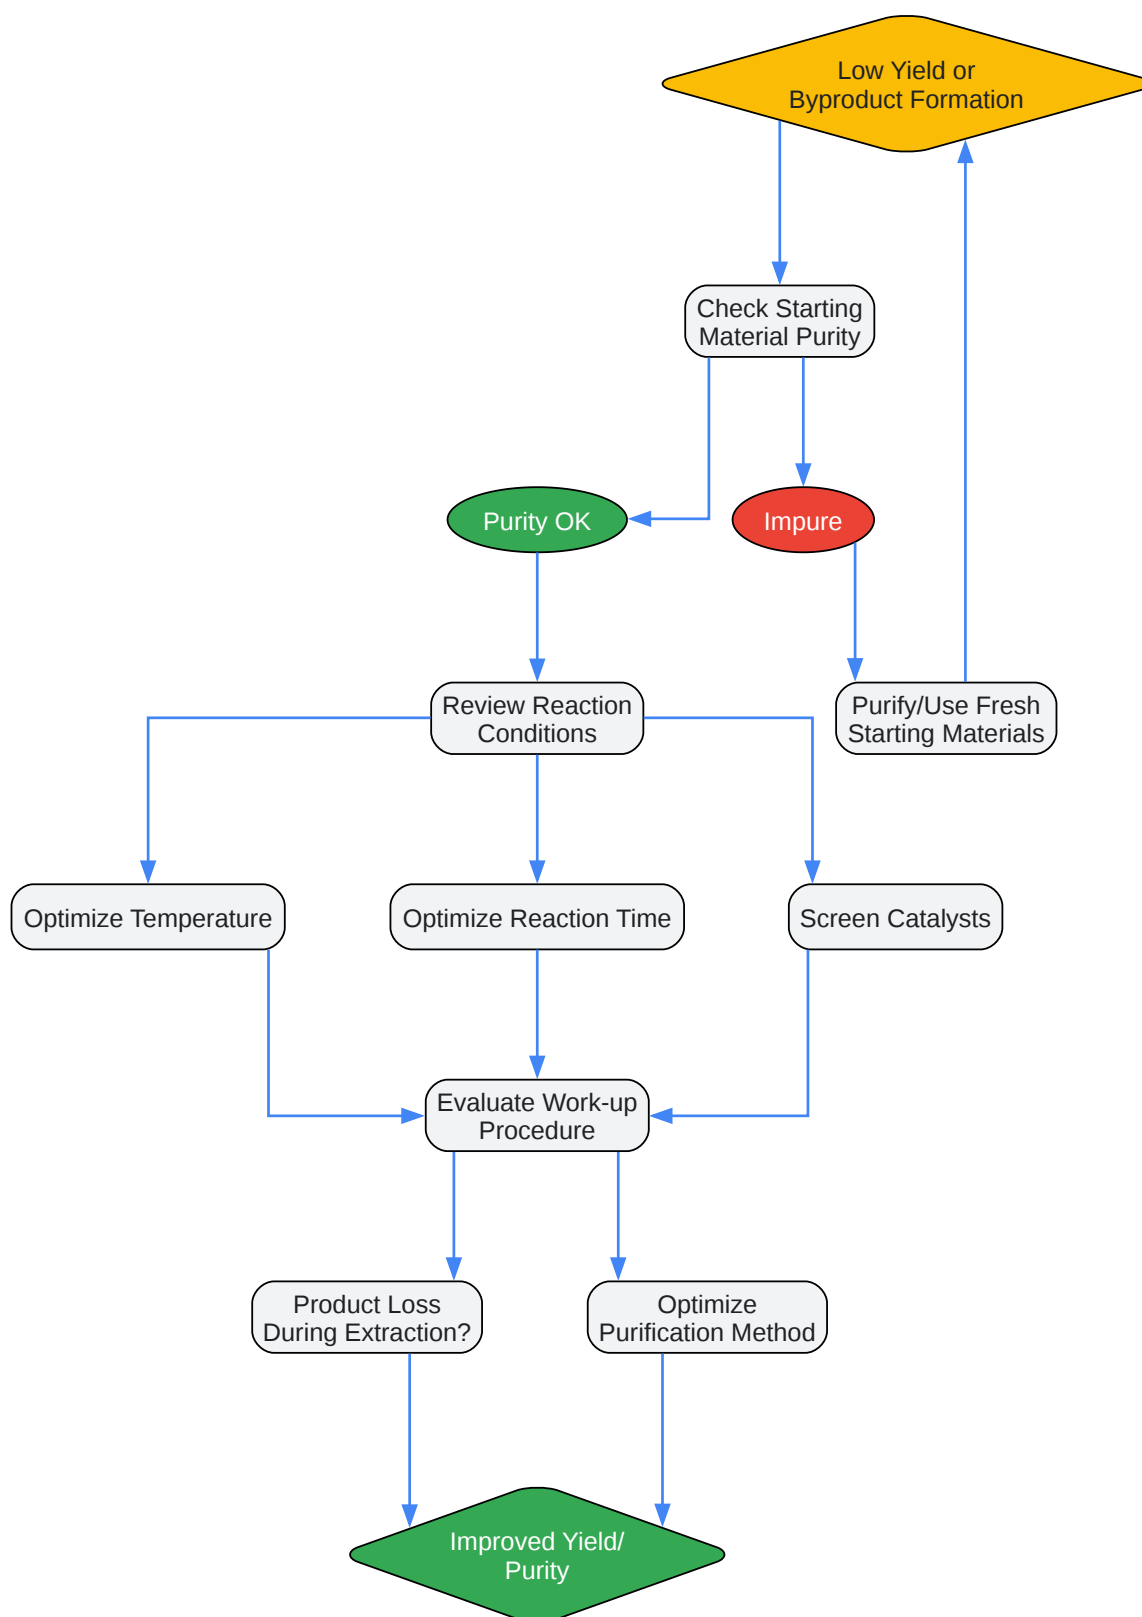 Low Yield or
Byproduct Formation
Check Starting
Material Purity
Purity OK
Impure
Review Reaction
Conditions
Purify/Use Fresh
Starting Materials
Optimize Temperature
Optimize Reaction Time
Screen Catalysts
Evaluate Work-up
Procedure
Product Loss
During Extraction?
Optimize
Purification Method
Improved Yield/
Purity